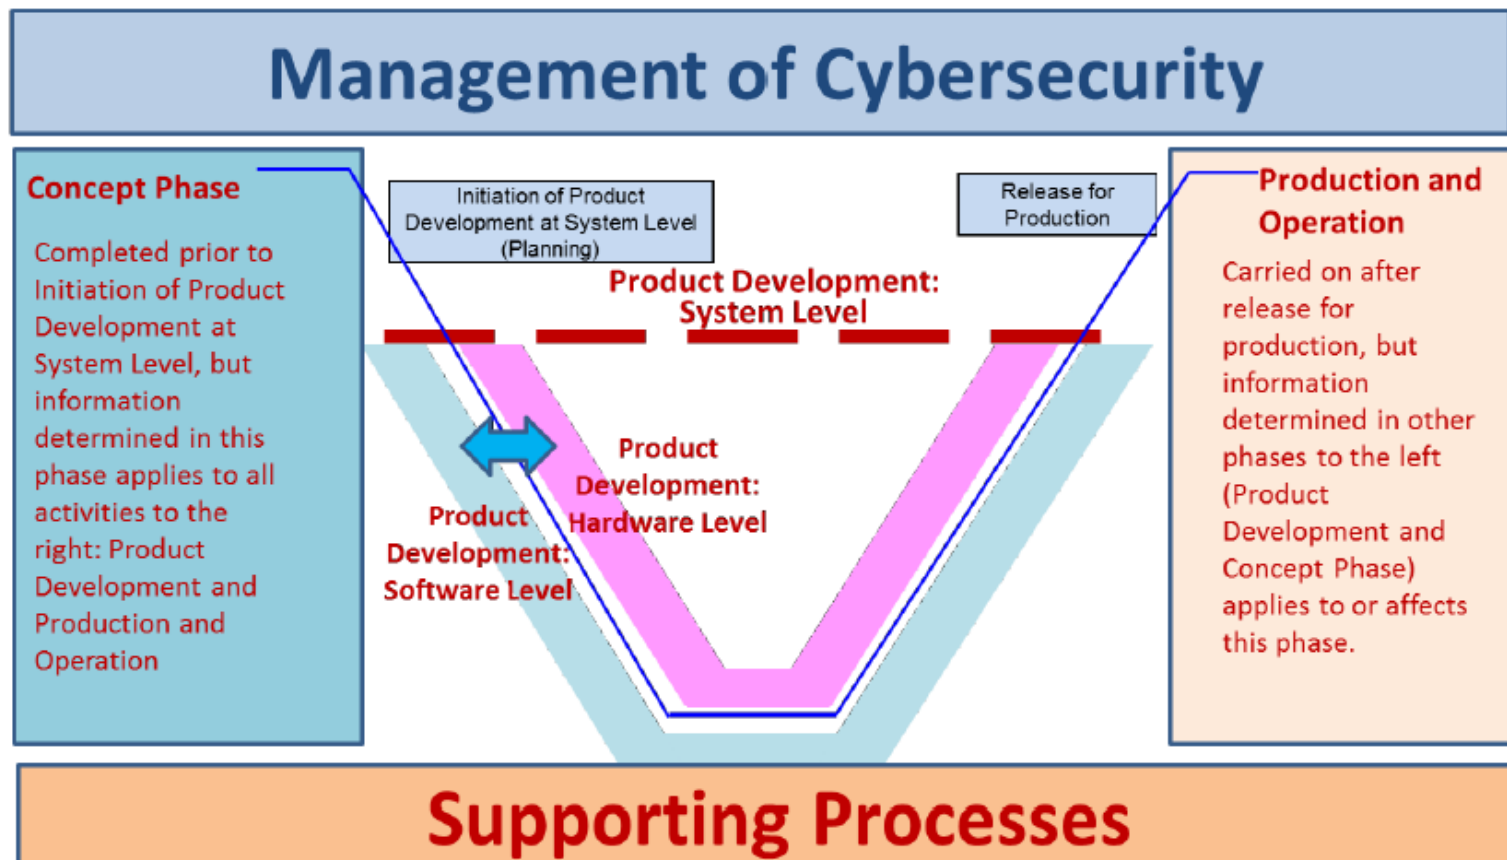 Management of Cybersecurity
Concept Phase
Completed prior to
Initiation of Product
Development at
System Level, but
information
determined in this
phase applies to all
activities to the
right: Product
Development and
Production and
Operation
Initiation of Product
Development at System Level
(Planning)
Release for
Production
Product Development:
System Level
Product
Development:
Hardware Level
Product
Development:
Software Level
Production and
Operation
Carried on after
release for
production, but
information
determined in other
phases to the left
(Product
Development and
Concept Phase)
applies to or affects
this phase.
Supporting Processes